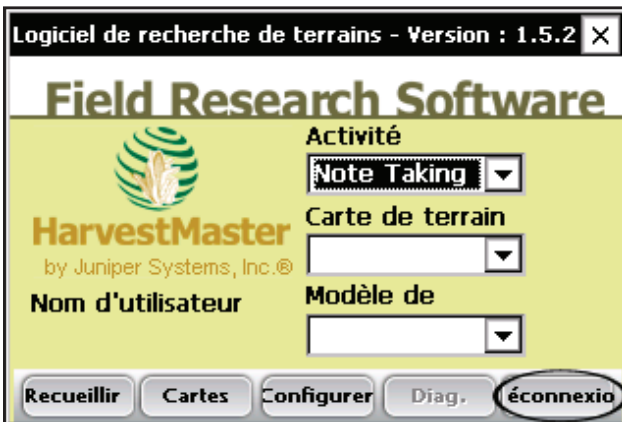 Logiciel de recherche de terrains - Version : 1.5.2
Field Research Software
Activité
Note Taking
HarvestMaster
by Juniper Systems, Inc.®
Carte de terrain
Nom d'utilisateur
Modèle de
Recueillir Cartes Configurer Diag. éconnexio